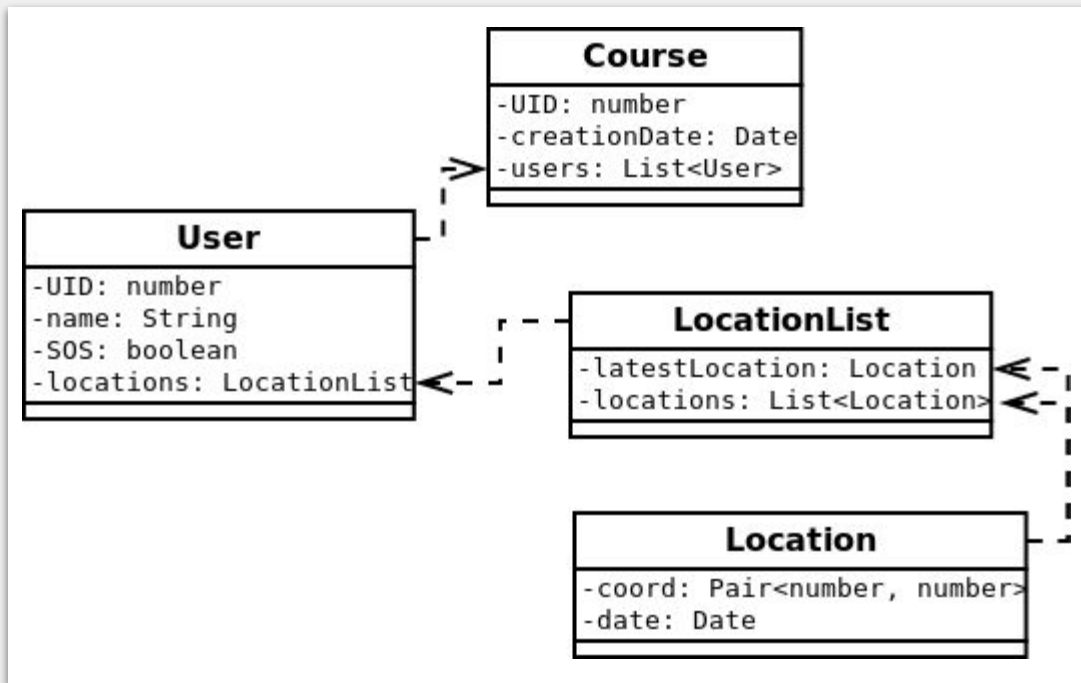 Course
-UID: number
-creationDate: Date
-users: List<User>
User
-UID: number
-name: String
-SOS: boolean
-locations: LocationList
LocationList
-latestLocation: Location
-locations: List<Location>
Location
-coord: Pair<number, number>
-date: Date